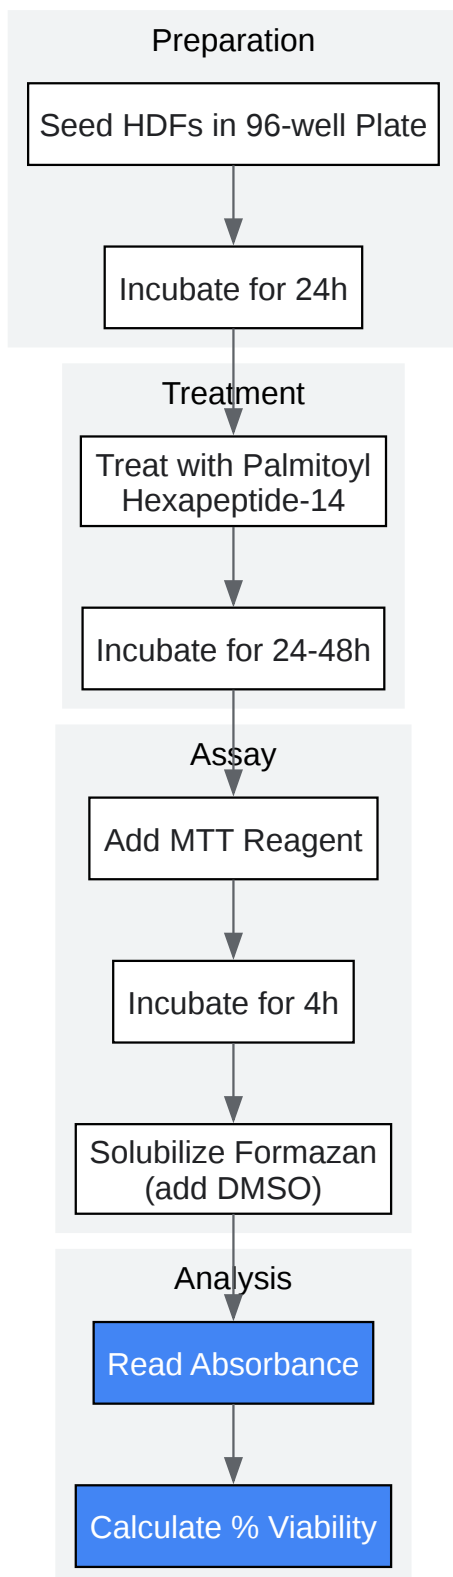 Preparation
Seed HDFs in 96-well Plate
Incubate for 24h
Treatment
Treat with Palmitoyl
Hexapeptide-14
Incubate for 24-48h
Assay
Add MTT Reagent
Incubate for 4h
Solubilize Formazan
(add DMSO)
Analysis
Read Absorbance
Calculate % Viability